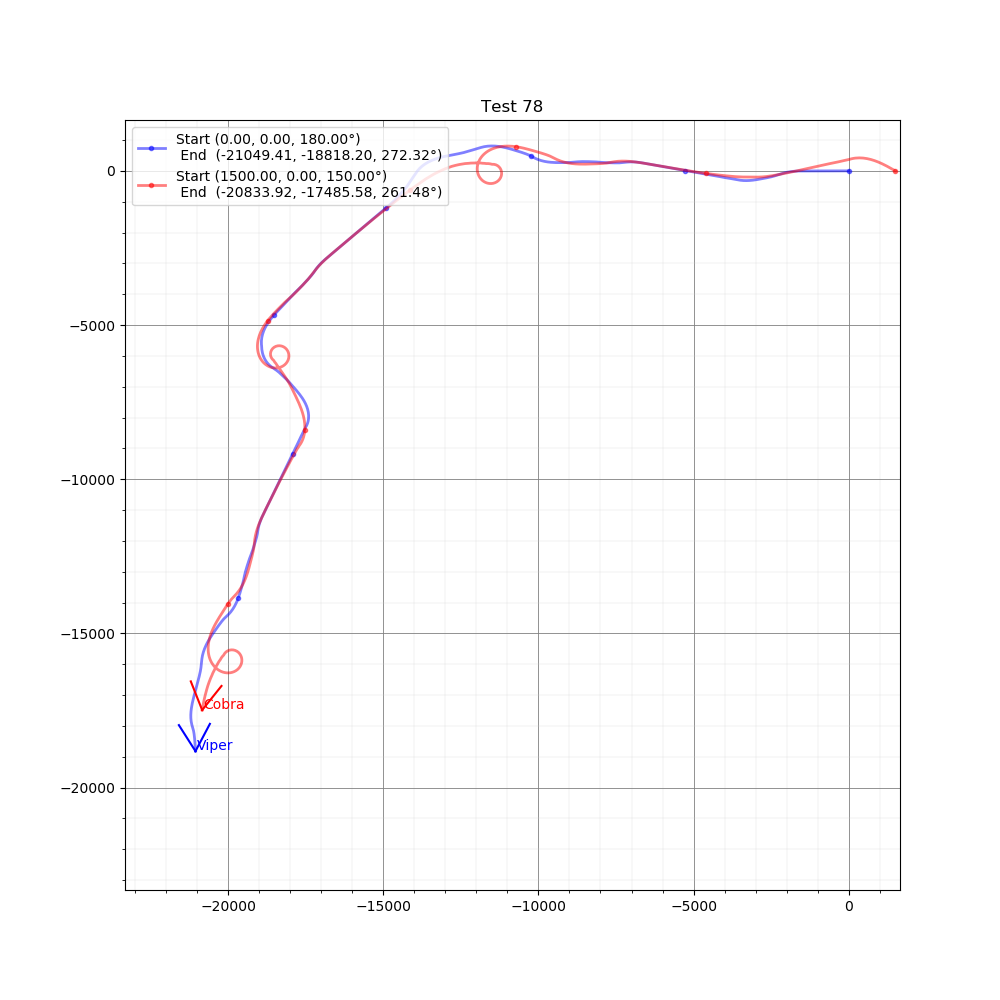 Test 78
Start (0.00, 0.00, 180.00°)
End  (-21049.41, -18818.20, 272.32°)
Start (1500.00, 0.00, 150.00°)
End  (-20833.92, -17485.58, 261.48°)
0
−5000
−10000
−15000
−20000
Cobra
Viper
−20000
−15000
−10000
−5000
0